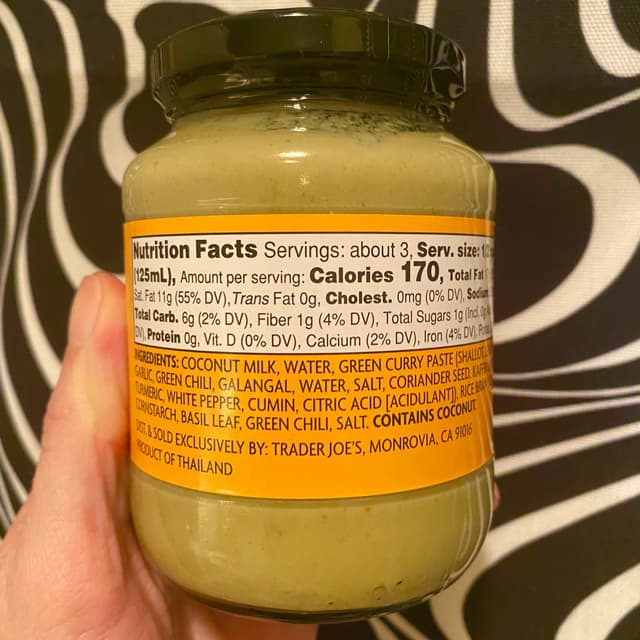 Nutrition Facts Servings: about 3, Serv. size:
(125mL), Amount per serving: Calories 170, Total Fat
Sat. Fat 11g (55% DV), Trans Fat 0g, Cholest. 0mg (0% DV), Sodium
Total Carb. 6g (2% DV), Fiber 1g (4% DV), Total Sugars 1g (Incl. 0g
DV), Protein 0g, Vit. D (0% DV), Calcium (2% DV), Iron (4% DV),
INGREDIENTS: COCONUT MILK, WATER, GREEN CURRY PASTE (SHALLOT,
GARLIC, GREEN CHILI, GALANGAL, WATER, SALT, CORIANDER SEED,
TURMERIC, WHITE PEPPER, CUMIN, CITRIC ACID [ACIDULANT]), RICE BRAN
CORNSTARCH, BASIL LEAF, GREEN CHILI, SALT. CONTAINS COCONUT.
DIST. & SOLD EXCLUSIVELY BY: TRADER JOE'S, MONROVIA, CA 91016
PRODUCT OF THAILAND